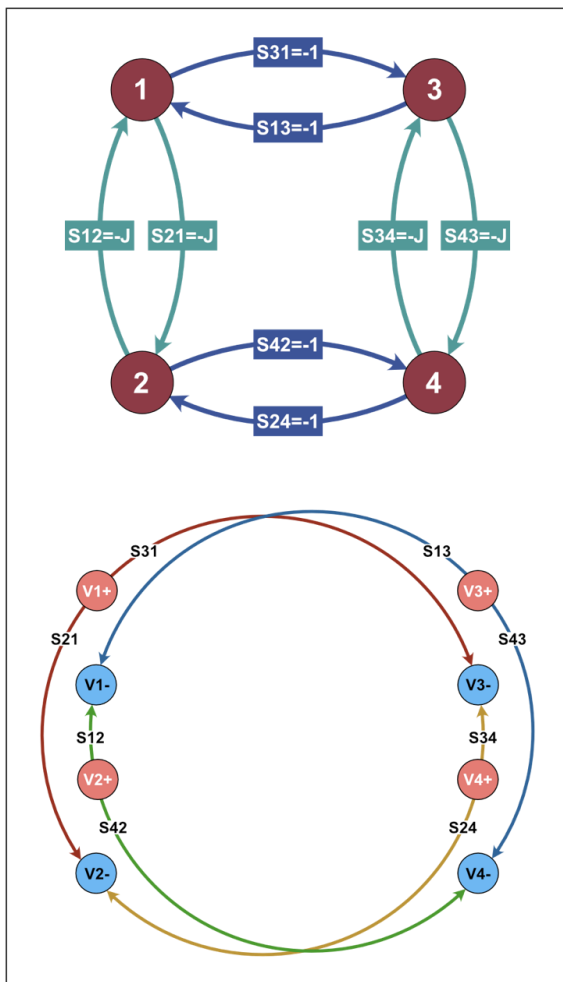 S31=-1
1
3
S13=-1
S12=-J
S21=-J
S34=-J
S43=-J
S42=-1
2
4
S24=-1
S31
S13
V1+
V3+
S21
S43
V1-
V3-
S12
S34
V2+
V4+
S42
S24
V2-
V4-